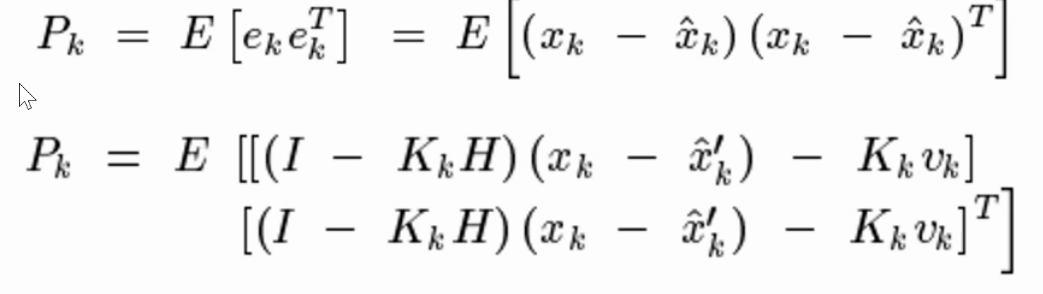 P_k = E [e_k e_k^T] = E [(x_k − x̂_k) (x_k − x̂_k)^T]
P_k = E [[(I − K_k H) (x_k − x̂′_k) − K_k v_k]
[(I − K_k H) (x_k − x̂′_k) − K_k v_k]^T]